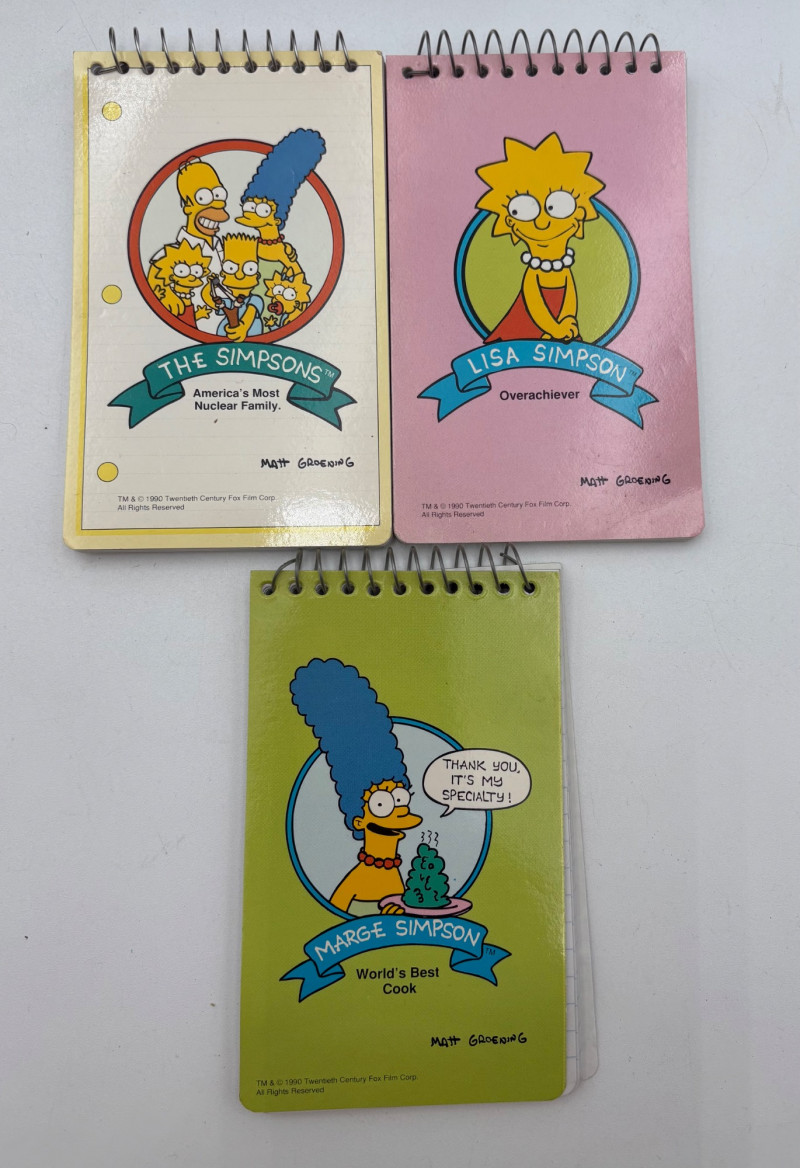 THE SIMPSONS™
America's Most
Nuclear Family.
MATT GROENING
TM & © 1990 Twentieth Century Fox Film Corp.
All Rights Reserved
LISA SIMPSON™
Overachiever
MATT GROENING
TM & © 1990 Twentieth Century Fox Film Corp.
All Rights Reserved
THANK YOU,
IT'S MY
SPECIALTY!
MARGE SIMPSON™
World's Best
Cook
MATT GROENING
TM & © 1990 Twentieth Century Fox Film Corp.
All Rights Reserved